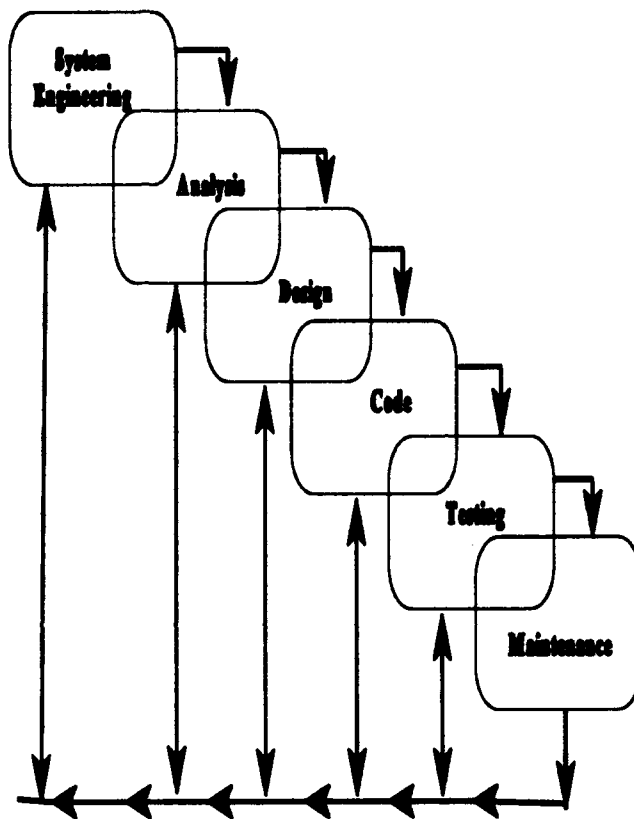 System
Engineering
Analysis
Design
Code
Testing
Maintenance